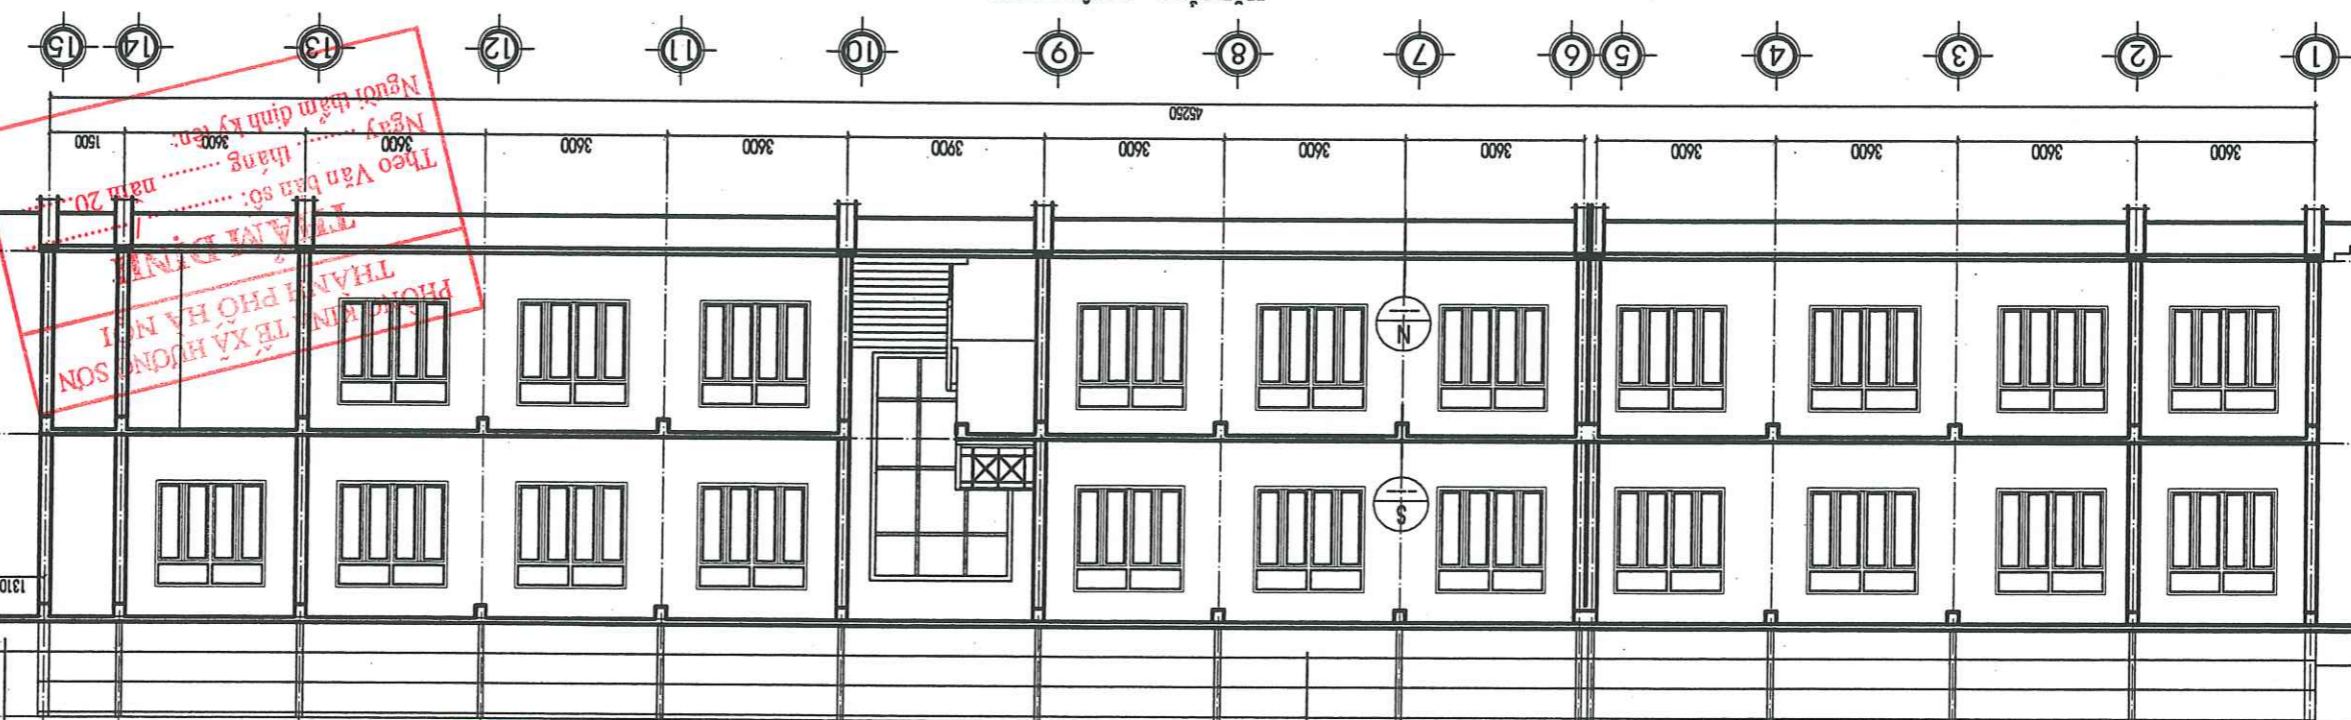 1310
S
N
PHÒNG KINH TẾ XÃ HƯƠNG SƠN
THÀNH PHỐ HÀ NỘI
THẨM ĐỊNH
Theo Văn bản số: ............. / .............
Ngày ........ tháng ........ năm 20........
Người thẩm định ký tên:
3600 3600 3600 3600 3600 3600 3600 3900 3600 3600 3600 3600 1500
45250
1 2 3 4 5 6 7 8 9 10 11 12 13 14 15